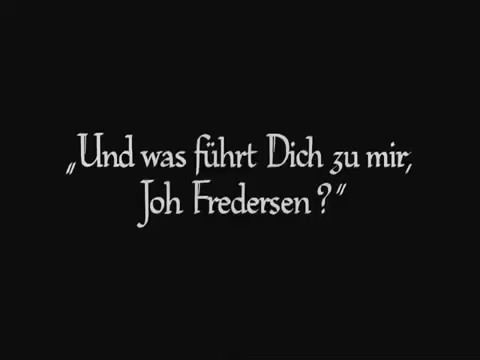 „Und was führt Dich zu mir,
Joh Fredersen?“